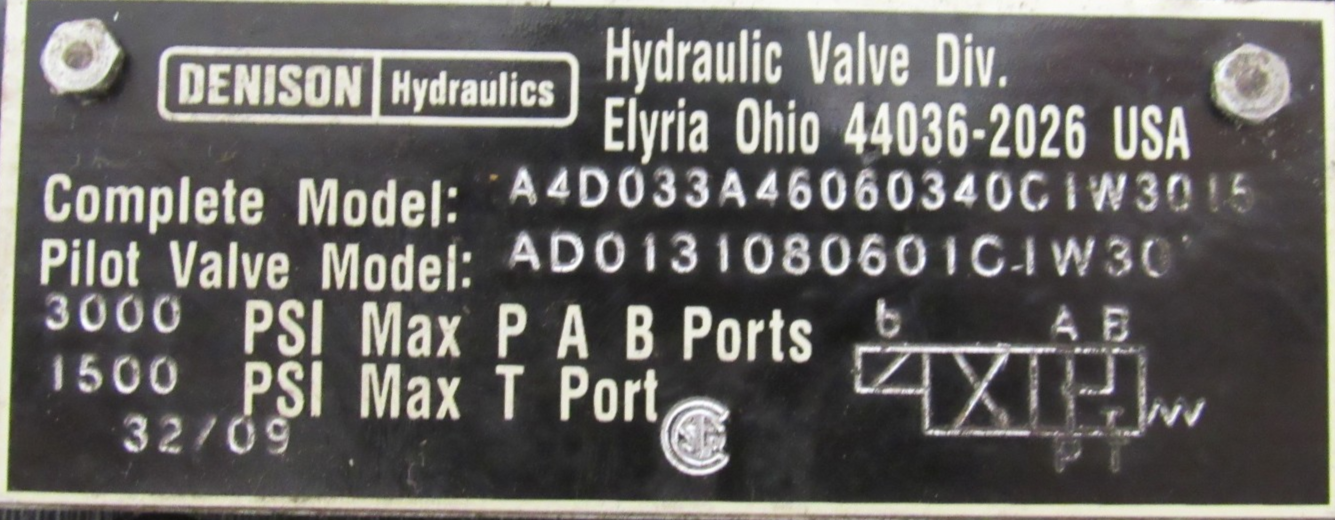 DENISON Hydraulics
Hydraulic Valve Div.
Elyria Ohio 44036-2026 USA
Complete Model: A4D033A46060340C1W3015
Pilot Valve Model: AD0131080601C1W30
3000 PSI Max P A B Ports
1500 PSI Max T Port
32/09
b A B
P T